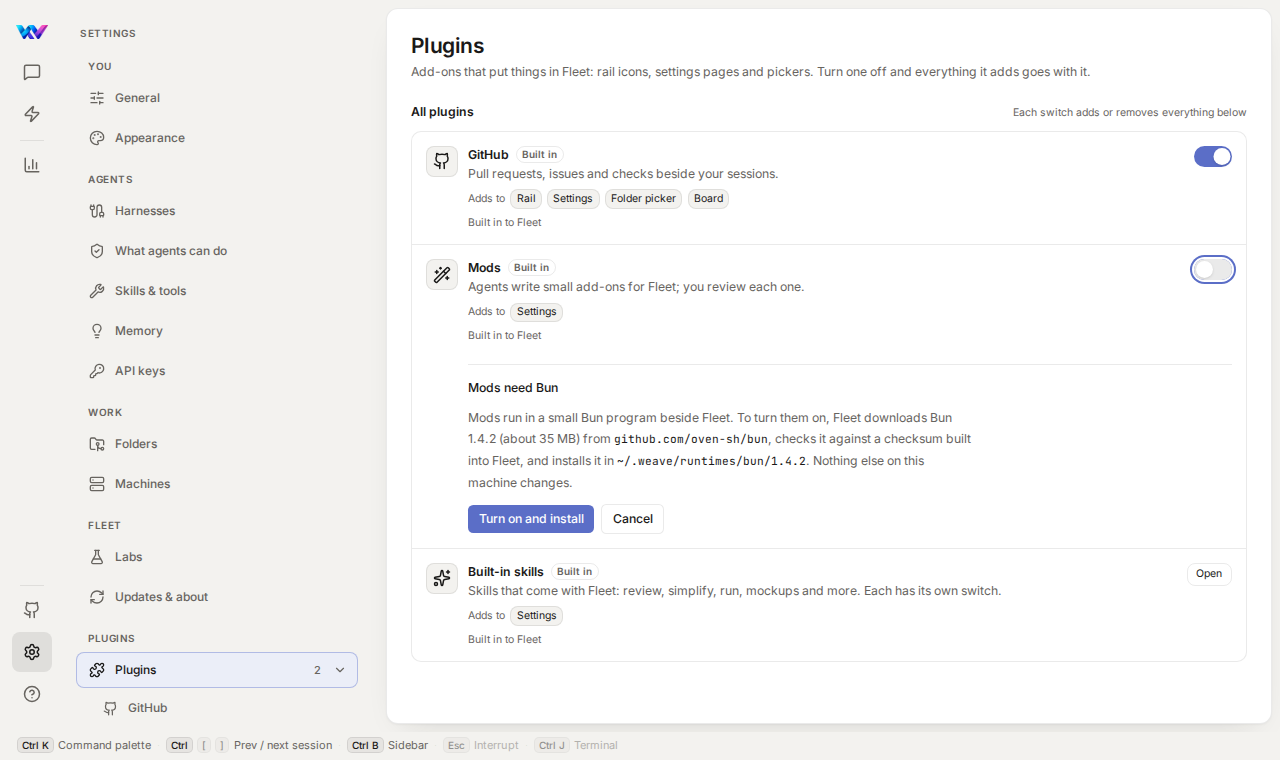 SETTINGS
YOU
General
Appearance
AGENTS
Harnesses
What agents can do
Skills & tools
Memory
API keys
WORK
Folders
Machines
FLEET
Labs
Updates & about
PLUGINS
Plugins 2
GitHub
Plugins
Add-ons that put things in Fleet: rail icons, settings pages and pickers. Turn one off and everything it adds goes with it.
All plugins Each switch adds or removes everything below
GitHub Built in
Pull requests, issues and checks beside your sessions.
Adds to Rail Settings Folder picker Board
Built in to Fleet
Mods Built in
Agents write small add-ons for Fleet; you review each one.
Adds to Settings
Built in to Fleet
Mods need Bun
Mods run in a small Bun program beside Fleet. To turn them on, Fleet downloads Bun
1.4.2 (about 35 MB) from github.com/oven-sh/bun, checks it against a checksum built
into Fleet, and installs it in ~/.weave/runtimes/bun/1.4.2. Nothing else on this
machine changes.
Turn on and install Cancel
Built-in skills Built in Open
Skills that come with Fleet: review, simplify, run, mockups and more. Each has its own switch.
Adds to Settings
Built in to Fleet
Ctrl K Command palette Ctrl [ ] Prev / next session Ctrl B Sidebar Esc Interrupt Ctrl J Terminal